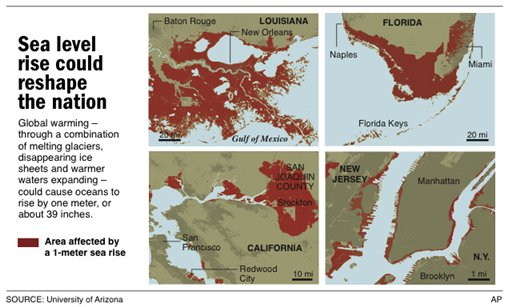 Sea level
rise could
reshape
the nation
Global warming –
through a combination
of melting glaciers,
disappearing ice
sheets and warmer
waters expanding –
could cause oceans to
rise by one meter, or
about 39 inches.
Area affected by
a 1-meter sea rise
Baton Rouge
LOUISIANA
New Orleans
20 mi
Gulf of Mexico
FLORIDA
Naples
Miami
Florida Keys
20 mi
SAN
JOAQUIN
COUNTY
Stockton
San
Francisco
CALIFORNIA
Redwood
City
10 mi
NEW
JERSEY
Manhattan
N.Y.
Brooklyn
1 mi
SOURCE: University of Arizona
AP